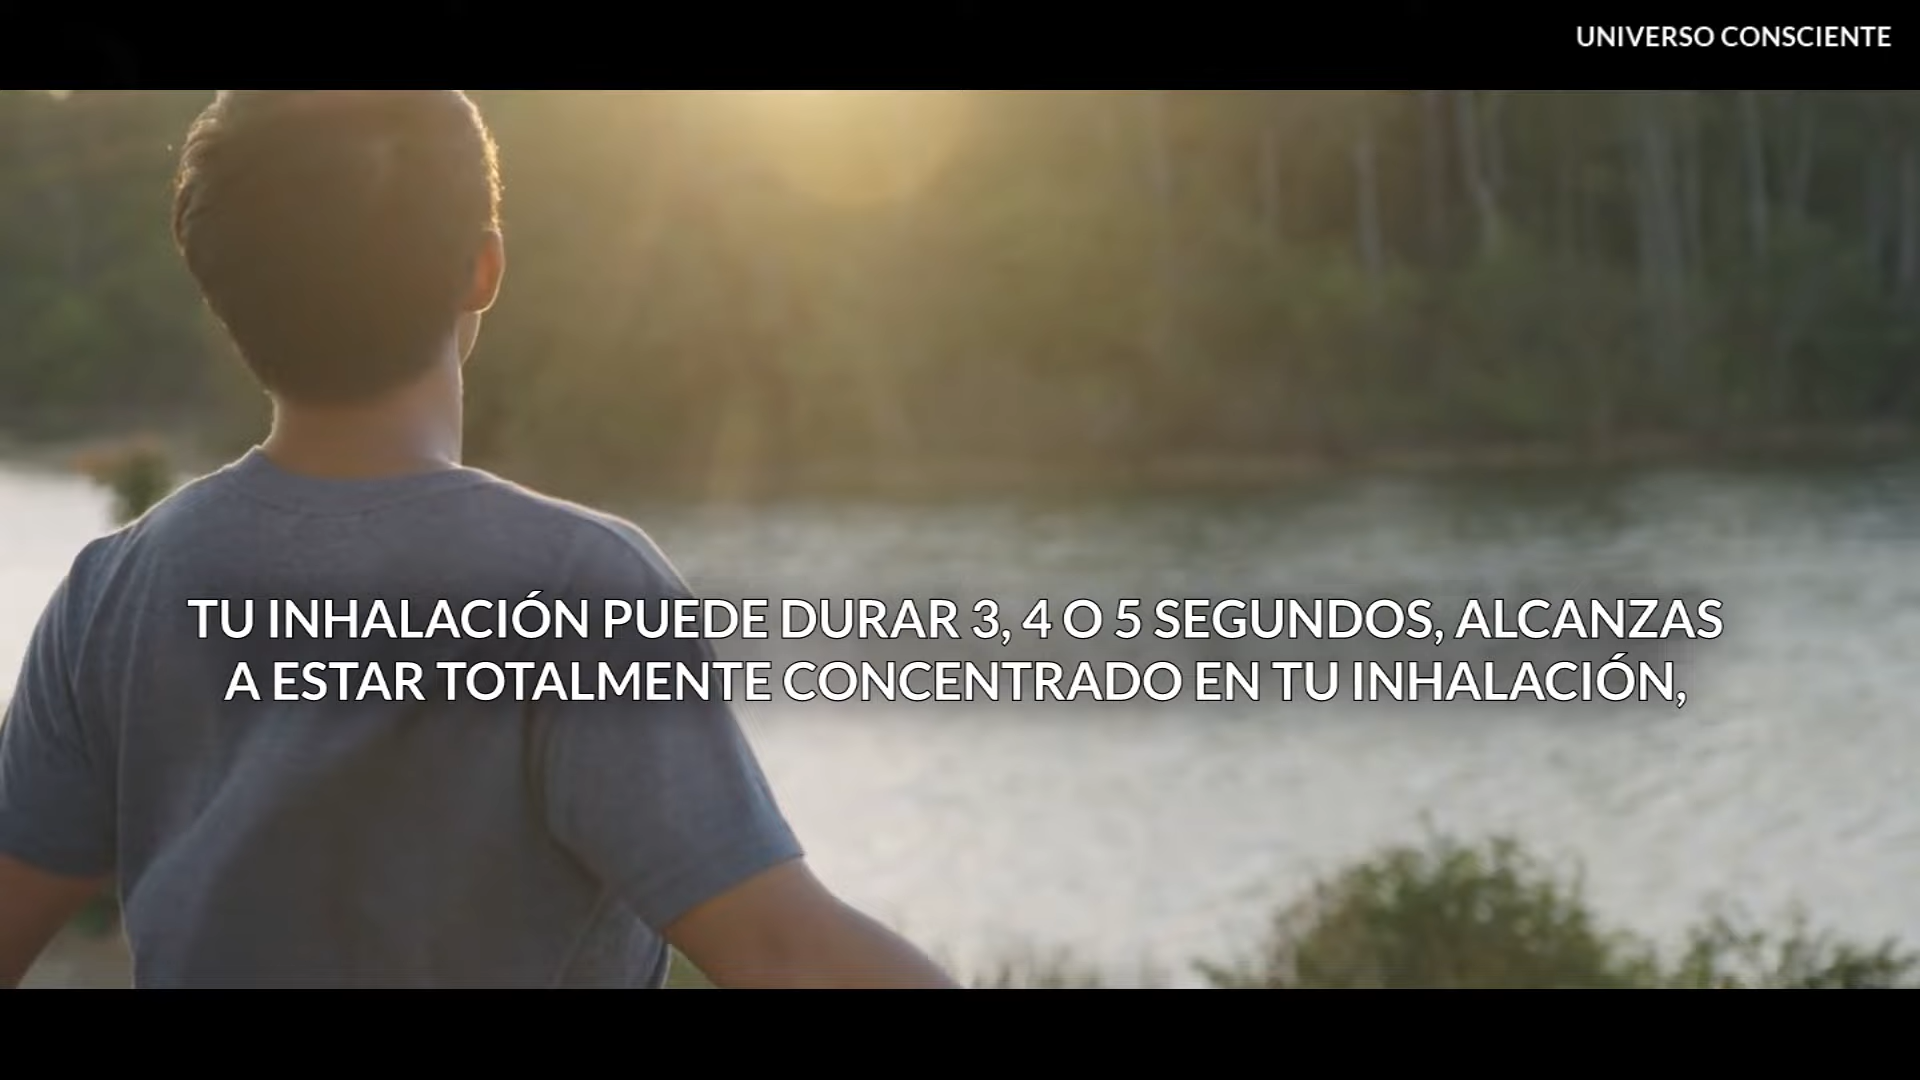 UNIVERSO CONSCIENTE
TU INHALACIÓN PUEDE DURAR 3, 4 O 5 SEGUNDOS, ALCANZAS
A ESTAR TOTALMENTE CONCENTRADO EN TU INHALACIÓN,